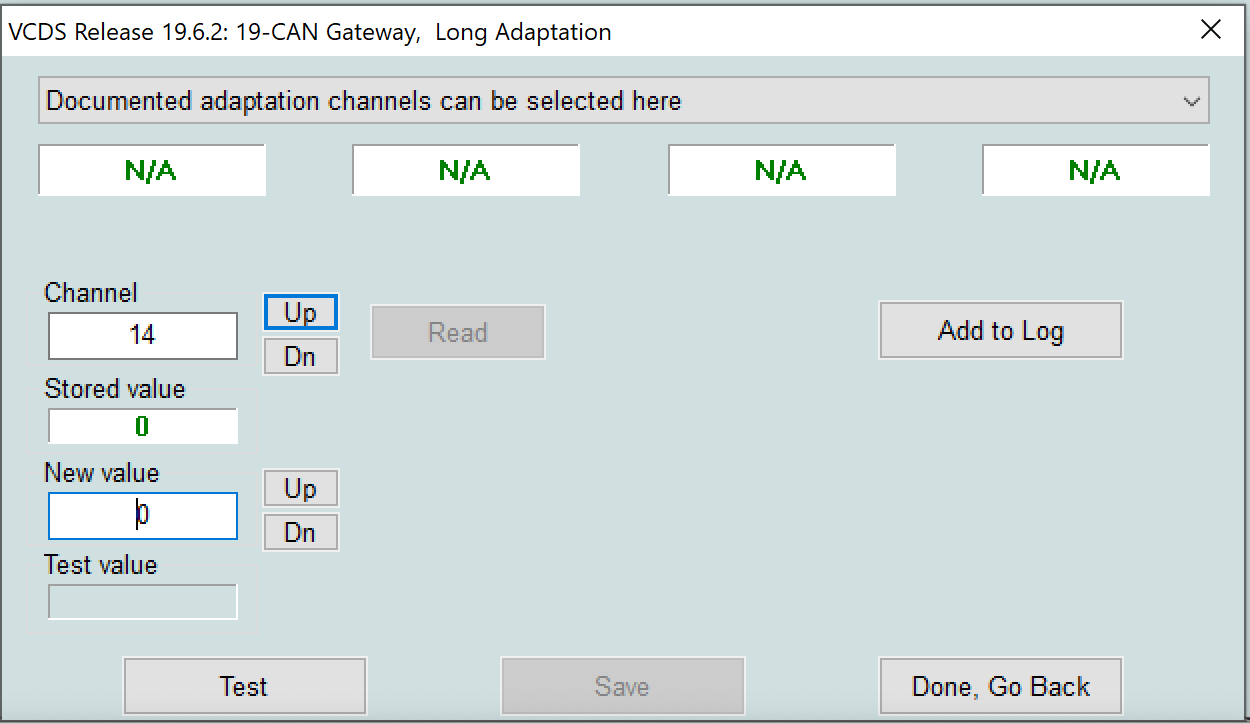 VCDS Release 19.6.2: 19-CAN Gateway,  Long Adaptation
Documented adaptation channels can be selected here
N/A N/A N/A N/A
Channel
14
Up
Dn
Read
Add to Log
Stored value
0
New value
0
Up
Dn
Test value
Test
Save
Done, Go Back